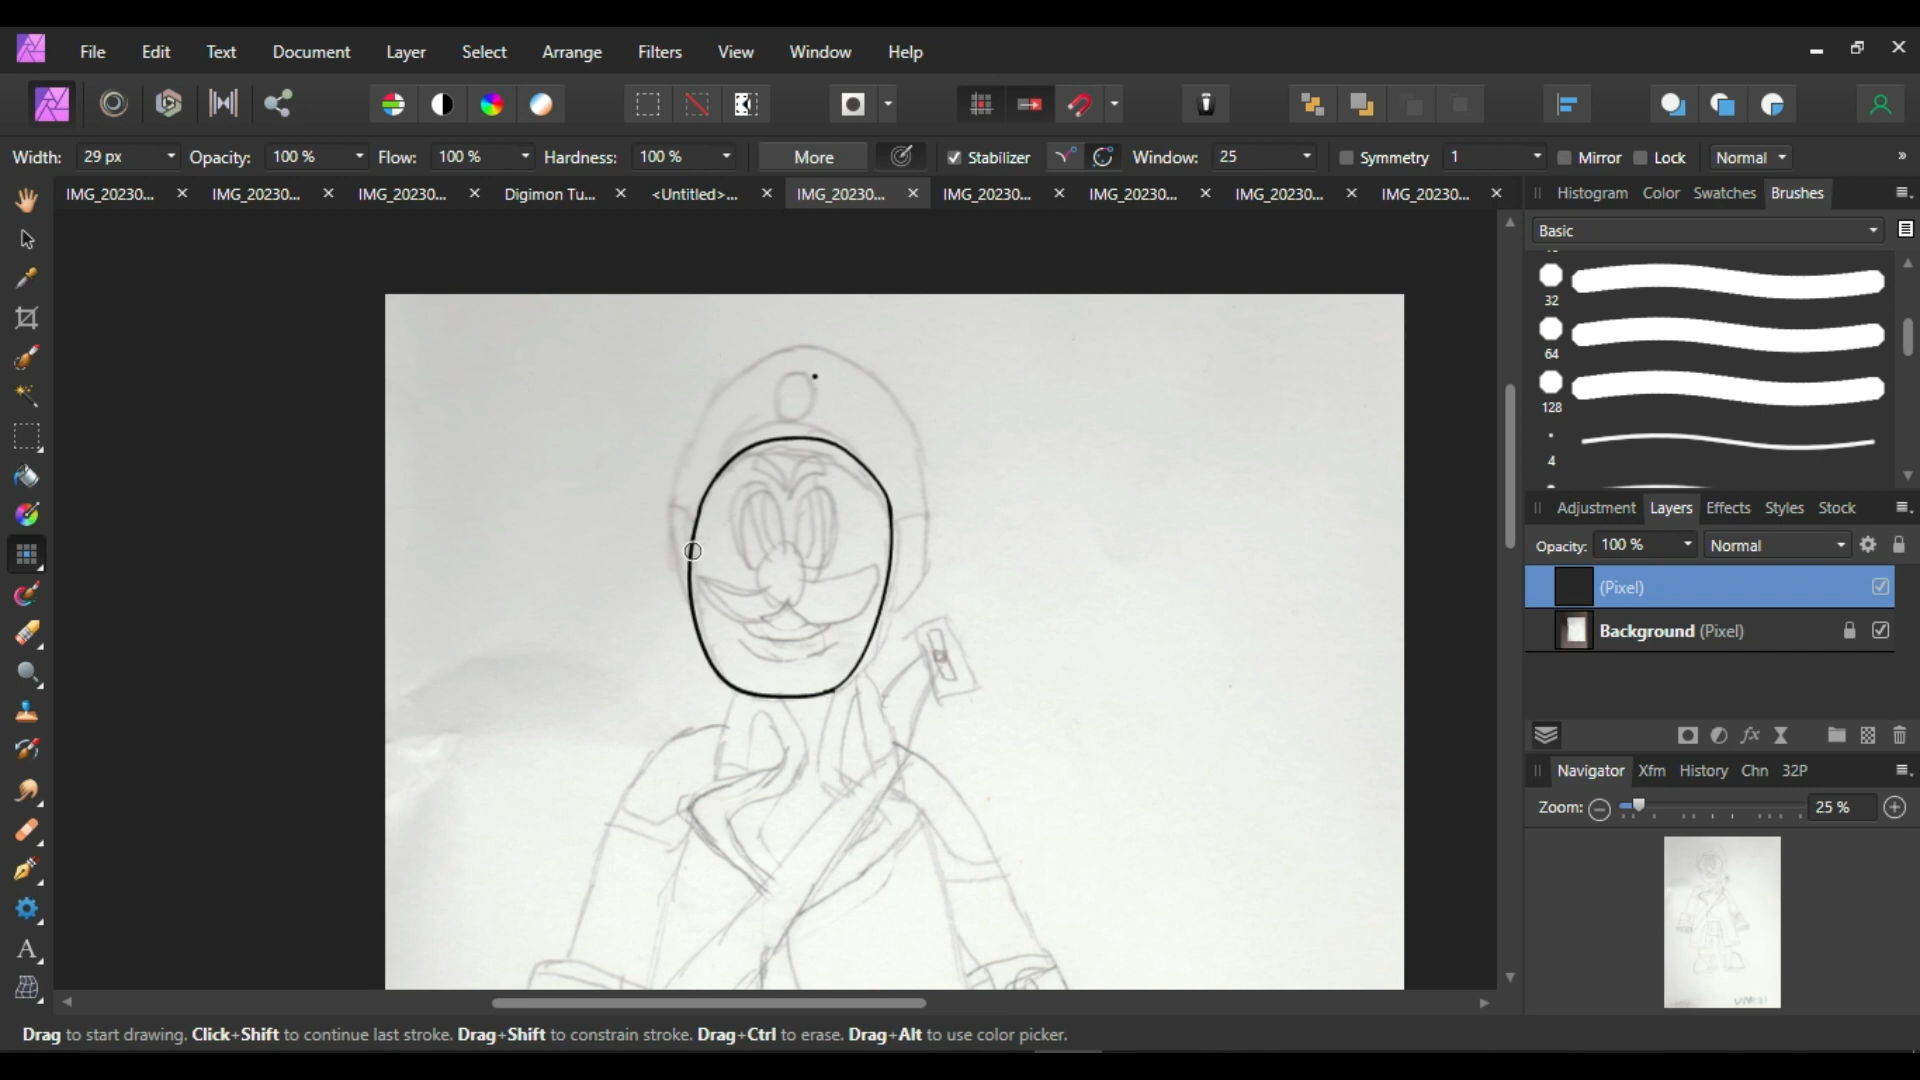 File Edit Text Document Layer Select Arrange Filters View Window Help
Width: 29 px Opacity: 100 % Flow: 100 % Hardness: 100 % More Stabilizer Window: 25 Symmetry 1 Mirror Lock Normal »
IMG_20230... IMG_20230... IMG_20230... Digimon Tu... <Untitled>... IMG_20230... IMG_20230... IMG_20230... IMG_20230... IMG_20230...
Histogram Color Swatches Brushes
Basic
32
64
128
4
Adjustment Layers Effects Styles Stock
Opacity: 100 % Normal
(Pixel)
Background (Pixel)
Navigator Xfm History Chn 32P
Zoom: 25 %
Drag to start drawing. Click+Shift to continue last stroke. Drag+Shift to constrain stroke. Drag+Ctrl to erase. Drag+Alt to use color picker.